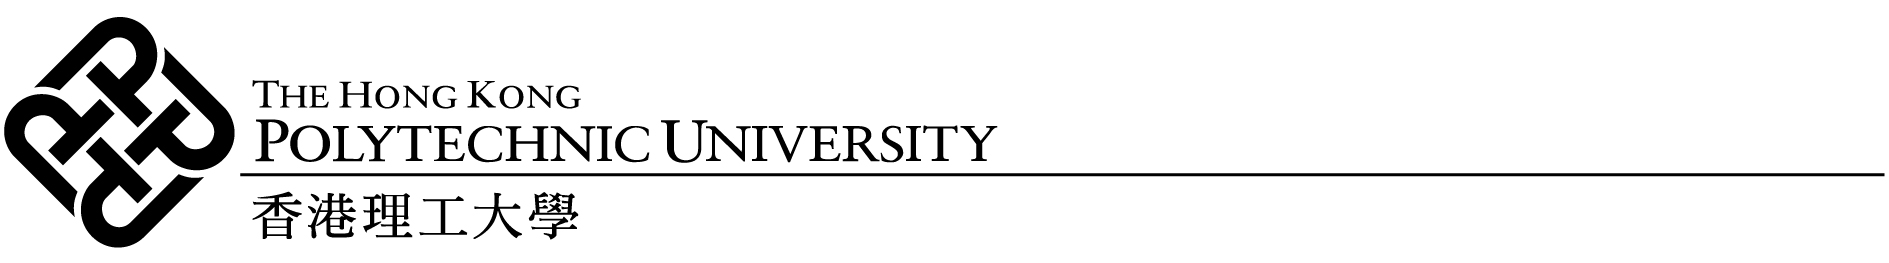 THE HONG KONG
POLYTECHNIC UNIVERSITY
香港理工大學